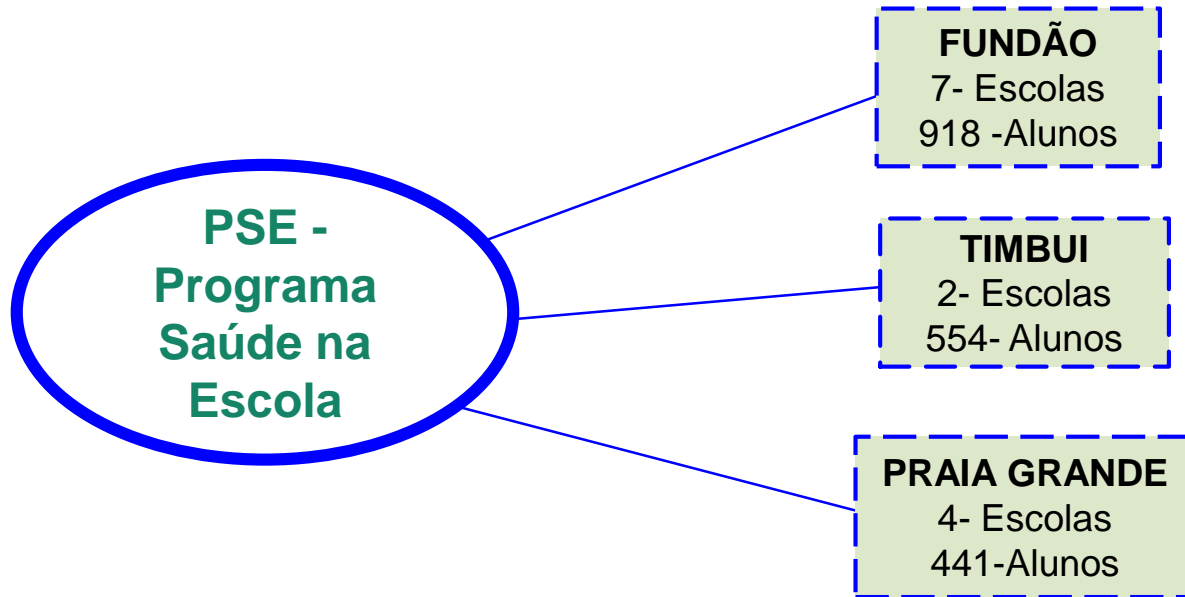 PSE -
Programa
Saúde na
Escola
FUNDÃO
7- Escolas
918 -Alunos
TIMBUI
2- Escolas
554- Alunos
PRAIA GRANDE
4- Escolas
441-Alunos